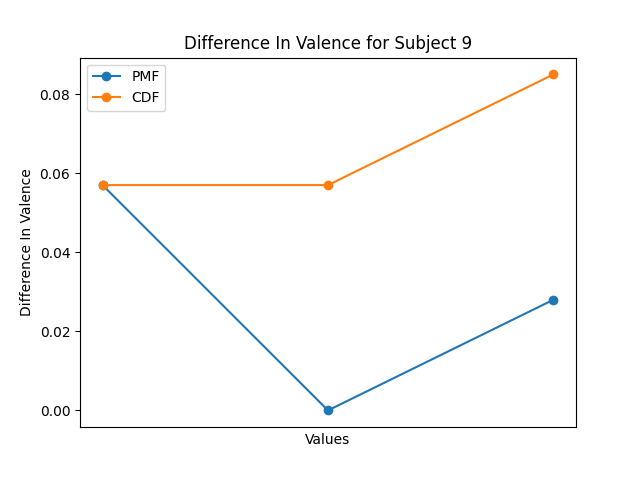 Difference In Valence for Subject 9
PMF
CDF
0.08
0.06
0.04
0.02
0.00
Difference In Valence
Values